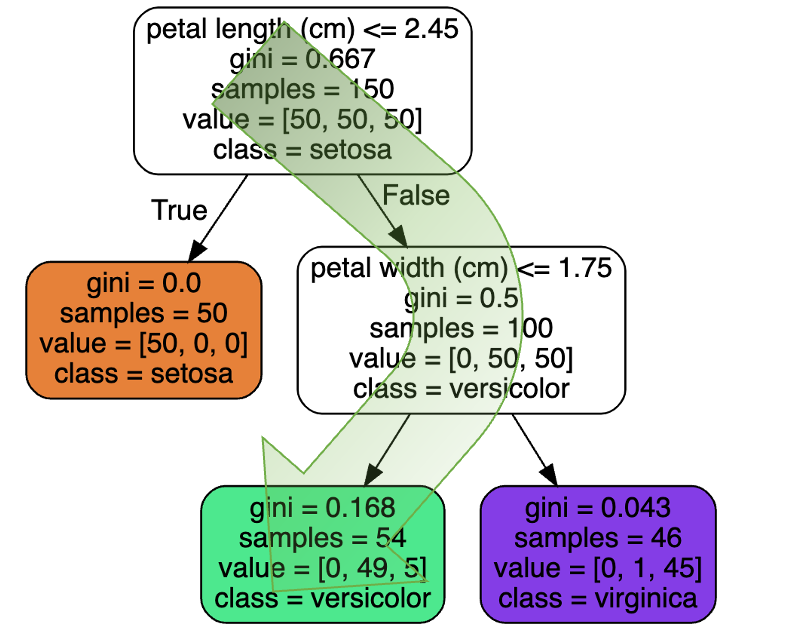 petal length (cm) <= 2.45
gini = 0.667
samples = 150
value = [50, 50, 50]
class = setosa
True
False
gini = 0.0
samples = 50
value = [50, 0, 0]
class = setosa
petal width (cm) <= 1.75
gini = 0.5
samples = 100
value = [0, 50, 50]
class = versicolor
gini = 0.168
samples = 54
value = [0, 49, 5]
class = versicolor
gini = 0.043
samples = 46
value = [0, 1, 45]
class = virginica